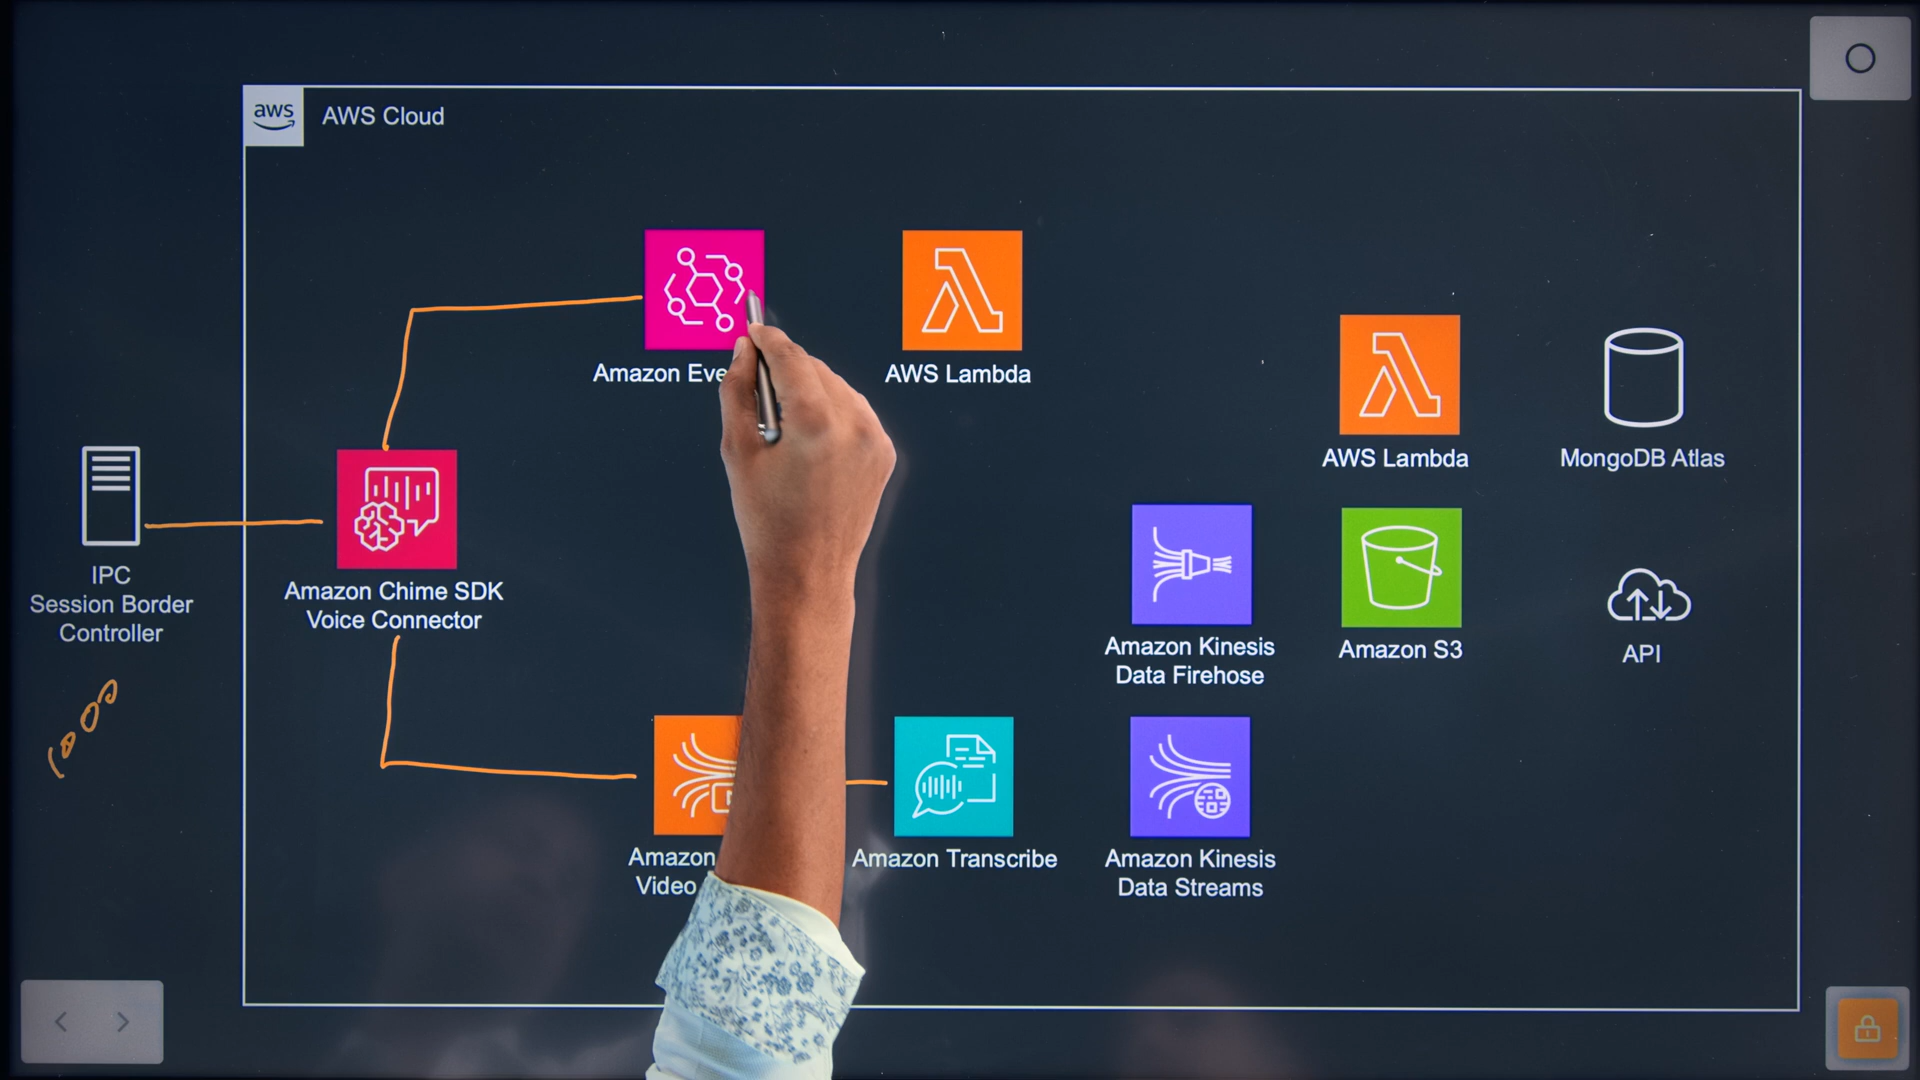 aws
AWS Cloud
Amazon Eve
AWS Lambda
AWS Lambda
MongoDB Atlas
IPC
Session Border
Controller
Amazon Chime SDK
Voice Connector
Amazon Kinesis
Data Firehose
Amazon S3
API
Amazon
Video
Amazon Transcribe
Amazon Kinesis
Data Streams